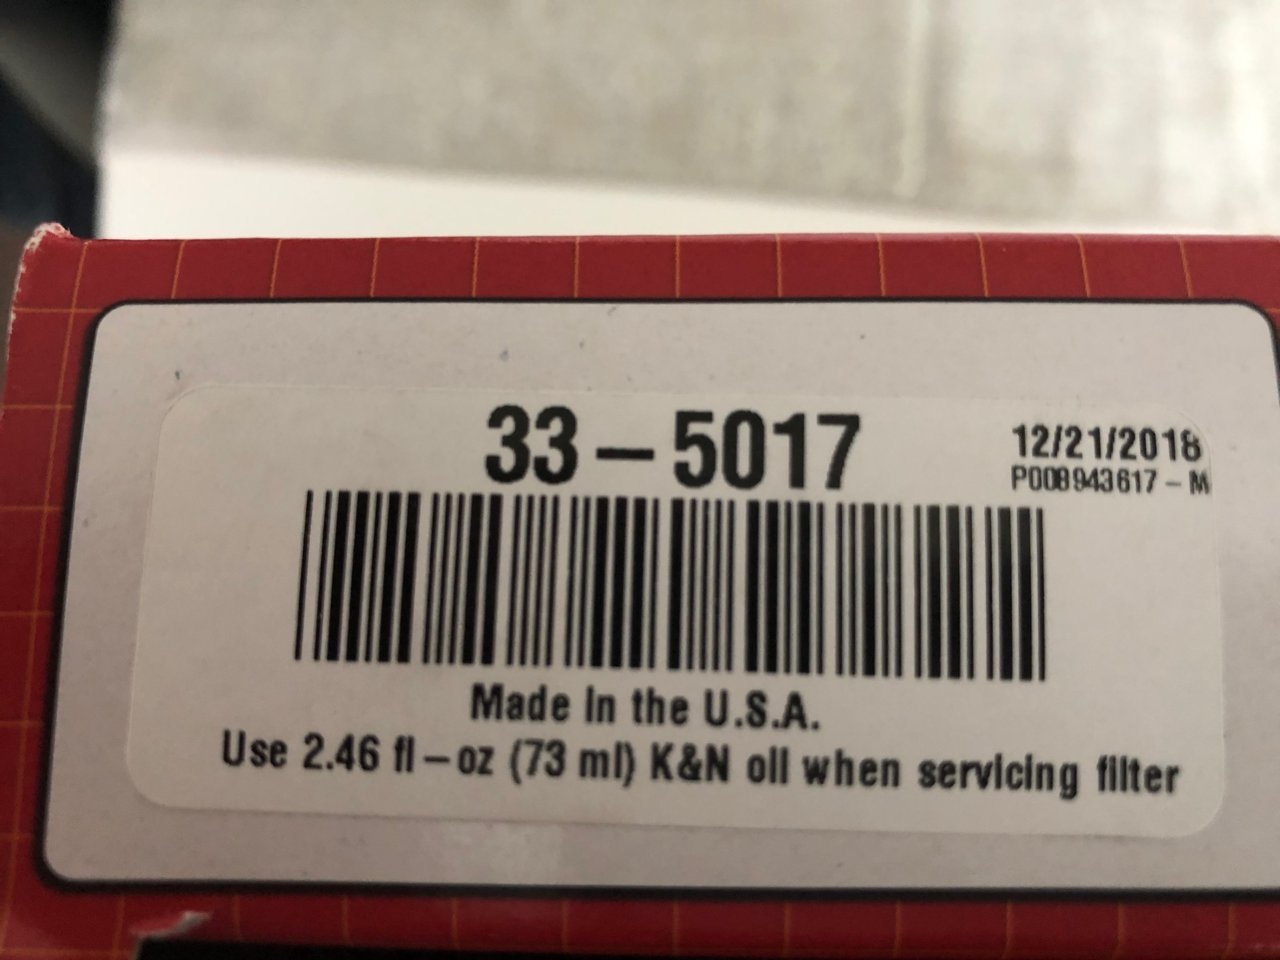 33-5017
12/21/2018
P008943617-M
Made In the U.S.A.
Use 2.46 fl-oz (73 ml) K&N oil when servicing filter